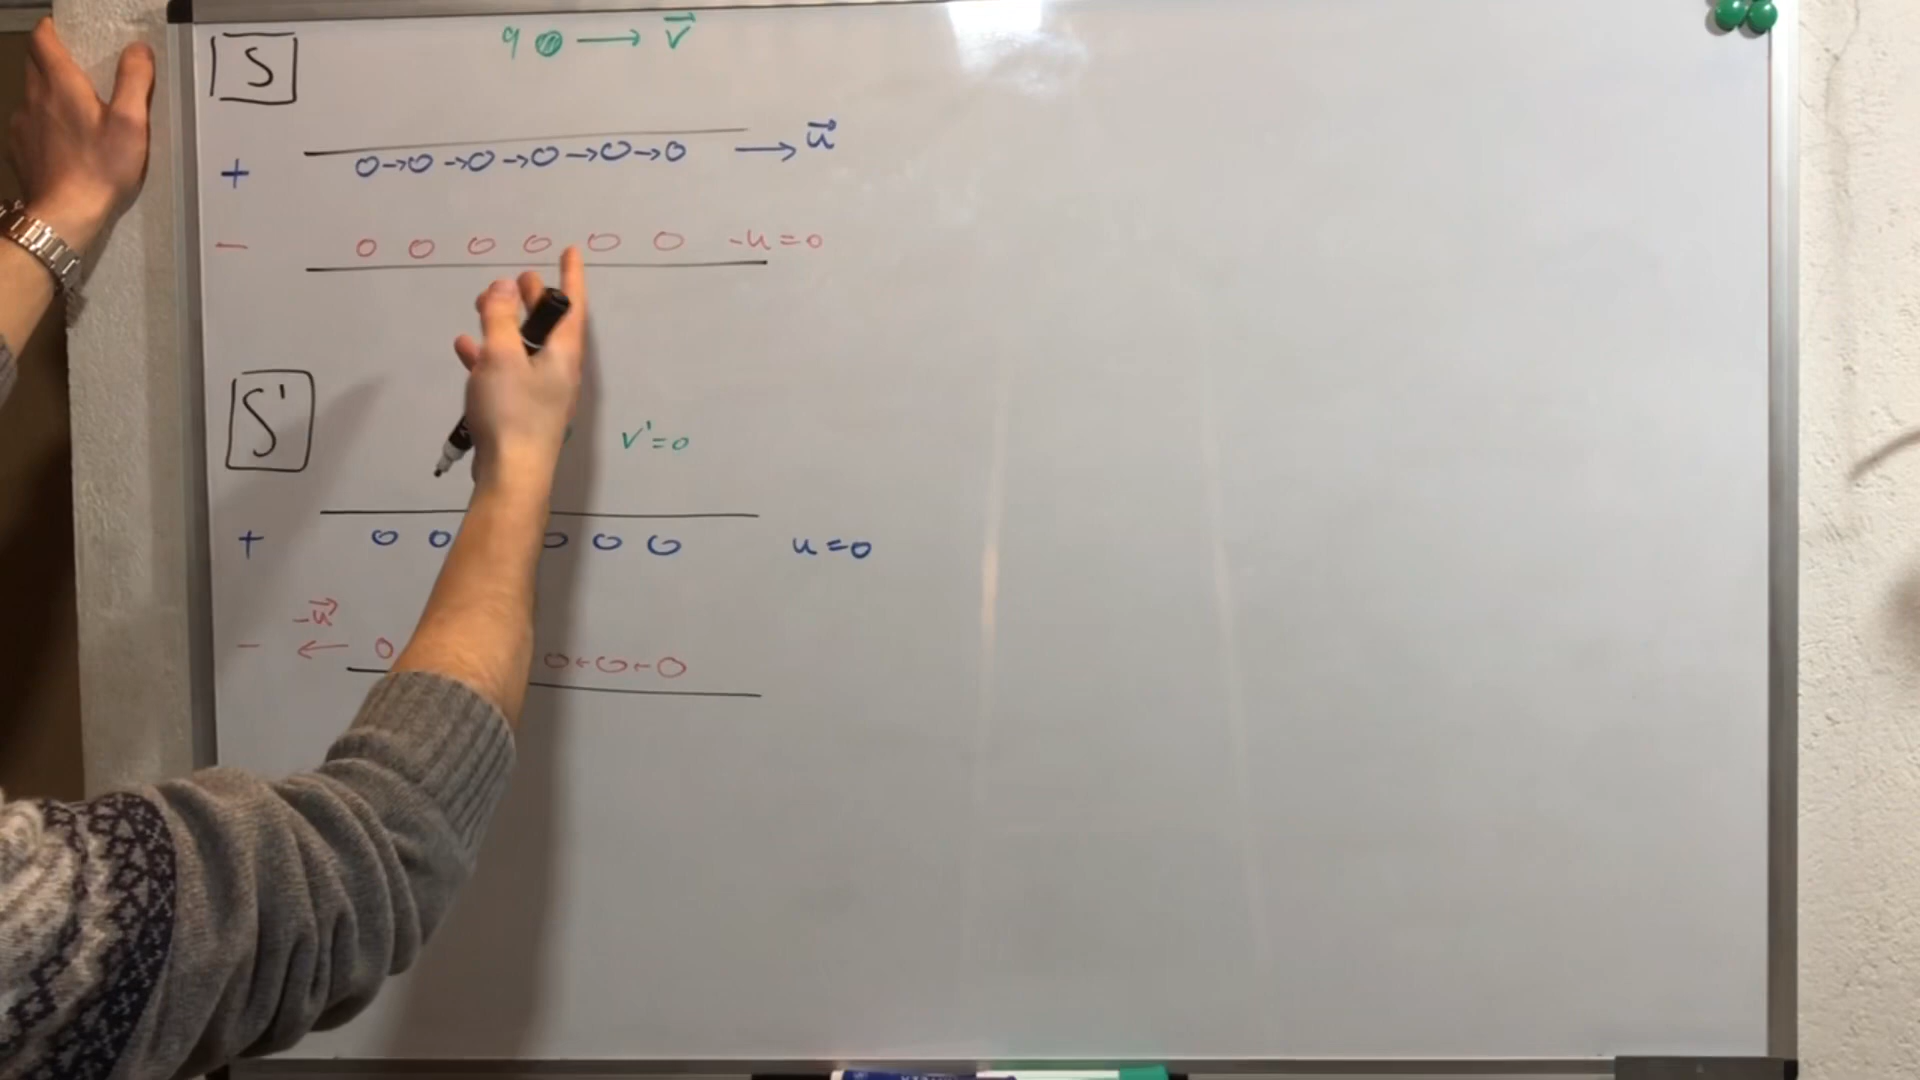 S
q → v⃗
+ o→o→o→o→o→o → u⃗
- o o o o o o -u=0
S'
v'=0
+ o o o o o u=0
-u⃗
- ← o o←o←o